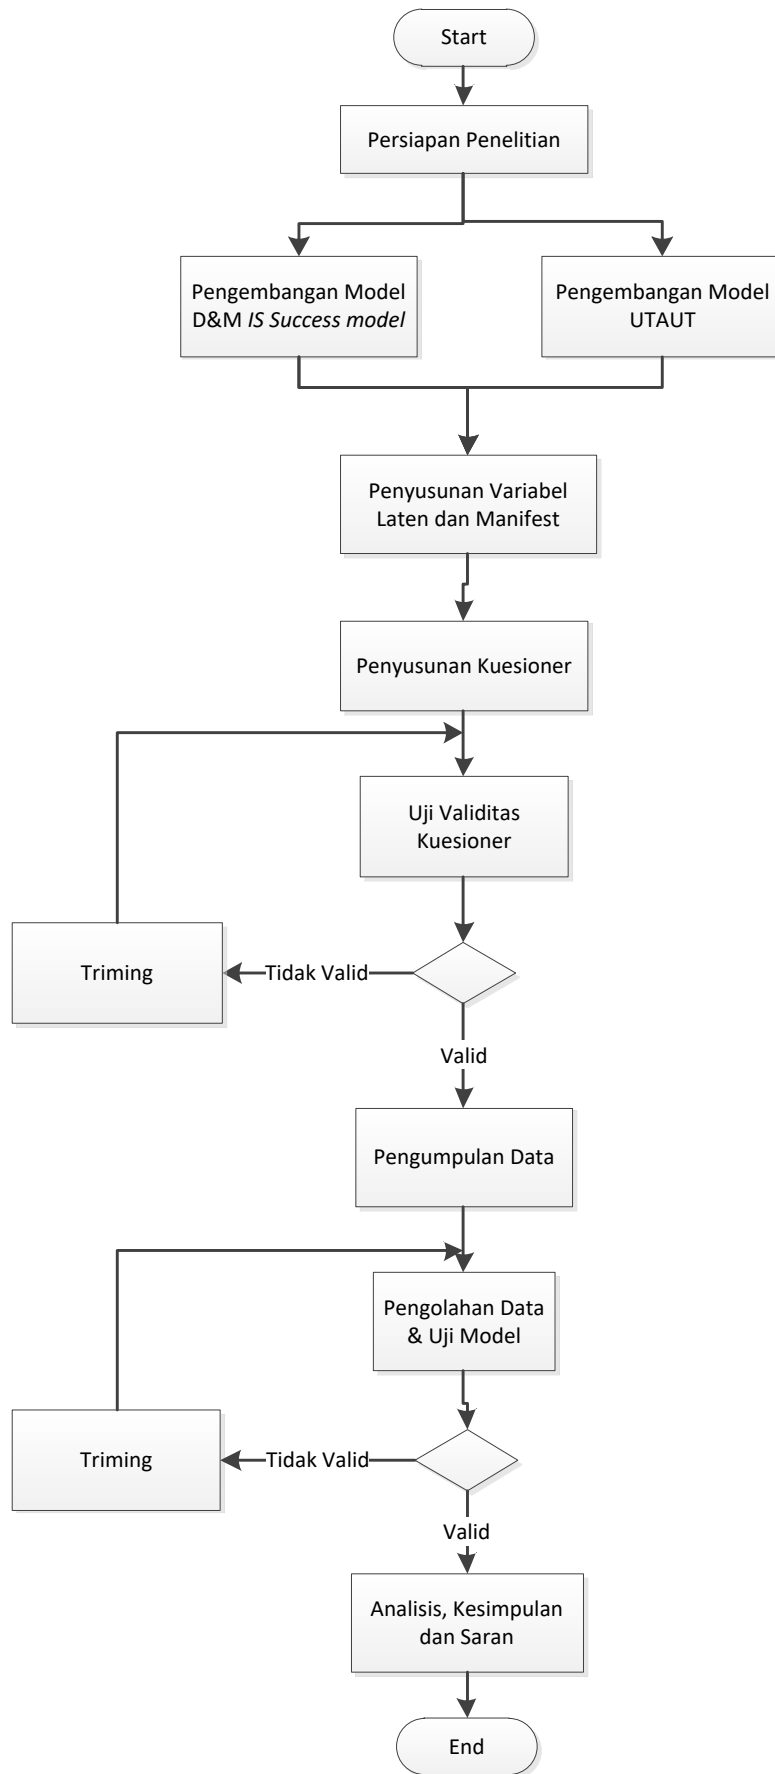 Start
Persiapan Penelitian
Pengembangan Model
D&M IS Success model
Pengembangan Model
UTAUT
Penyusunan Variabel
Laten dan Manifest
Penyusunan Kuesioner
Uji Validitas
Kuesioner
Triming
Tidak Valid
Valid
Pengumpulan Data
Pengolahan Data
& Uji Model
Triming
Tidak Valid
Valid
Analisis, Kesimpulan
dan Saran
End